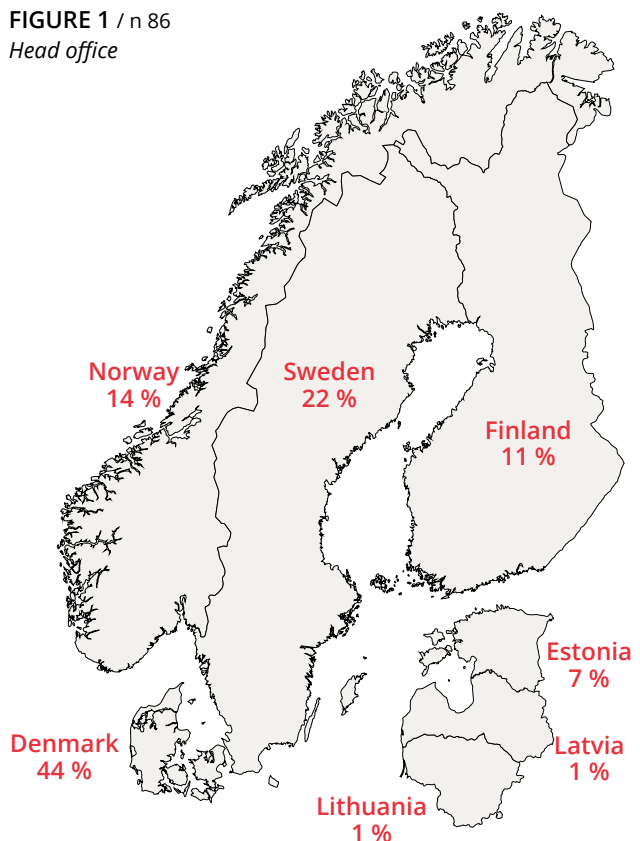 FIGURE 1 / n 86
Head office
Norway
14 %
Sweden
22 %
Finland
11 %
Estonia
7 %
Denmark
44 %
Latvia
1 %
Lithuania
1 %